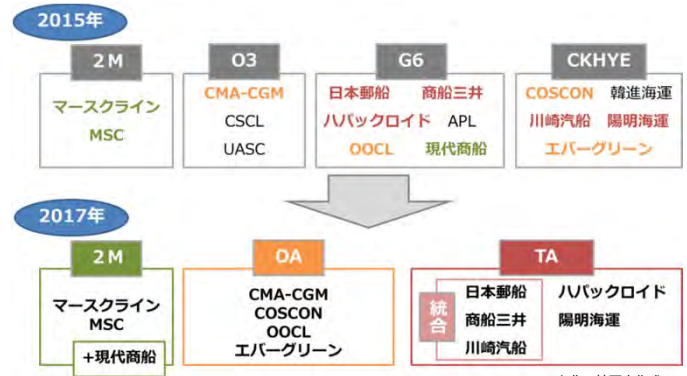 2015年
2M
O3
G6
CKHYE
マースクライン
MSC
CMA-CGM
CSCL
UASC
日本郵船 商船三井
ハパックロイド APL
OOCL 現代商船
COSCON 韓進海運
川崎汽船 陽明海運
エバーグリーン
2017年
2M
OA
TA
マースクライン
MSC
+現代商船
CMA-CGM
COSCON
OOCL
エバーグリーン
統合
日本郵船 ハパックロイド
商船三井 陽明海運
川崎汽船